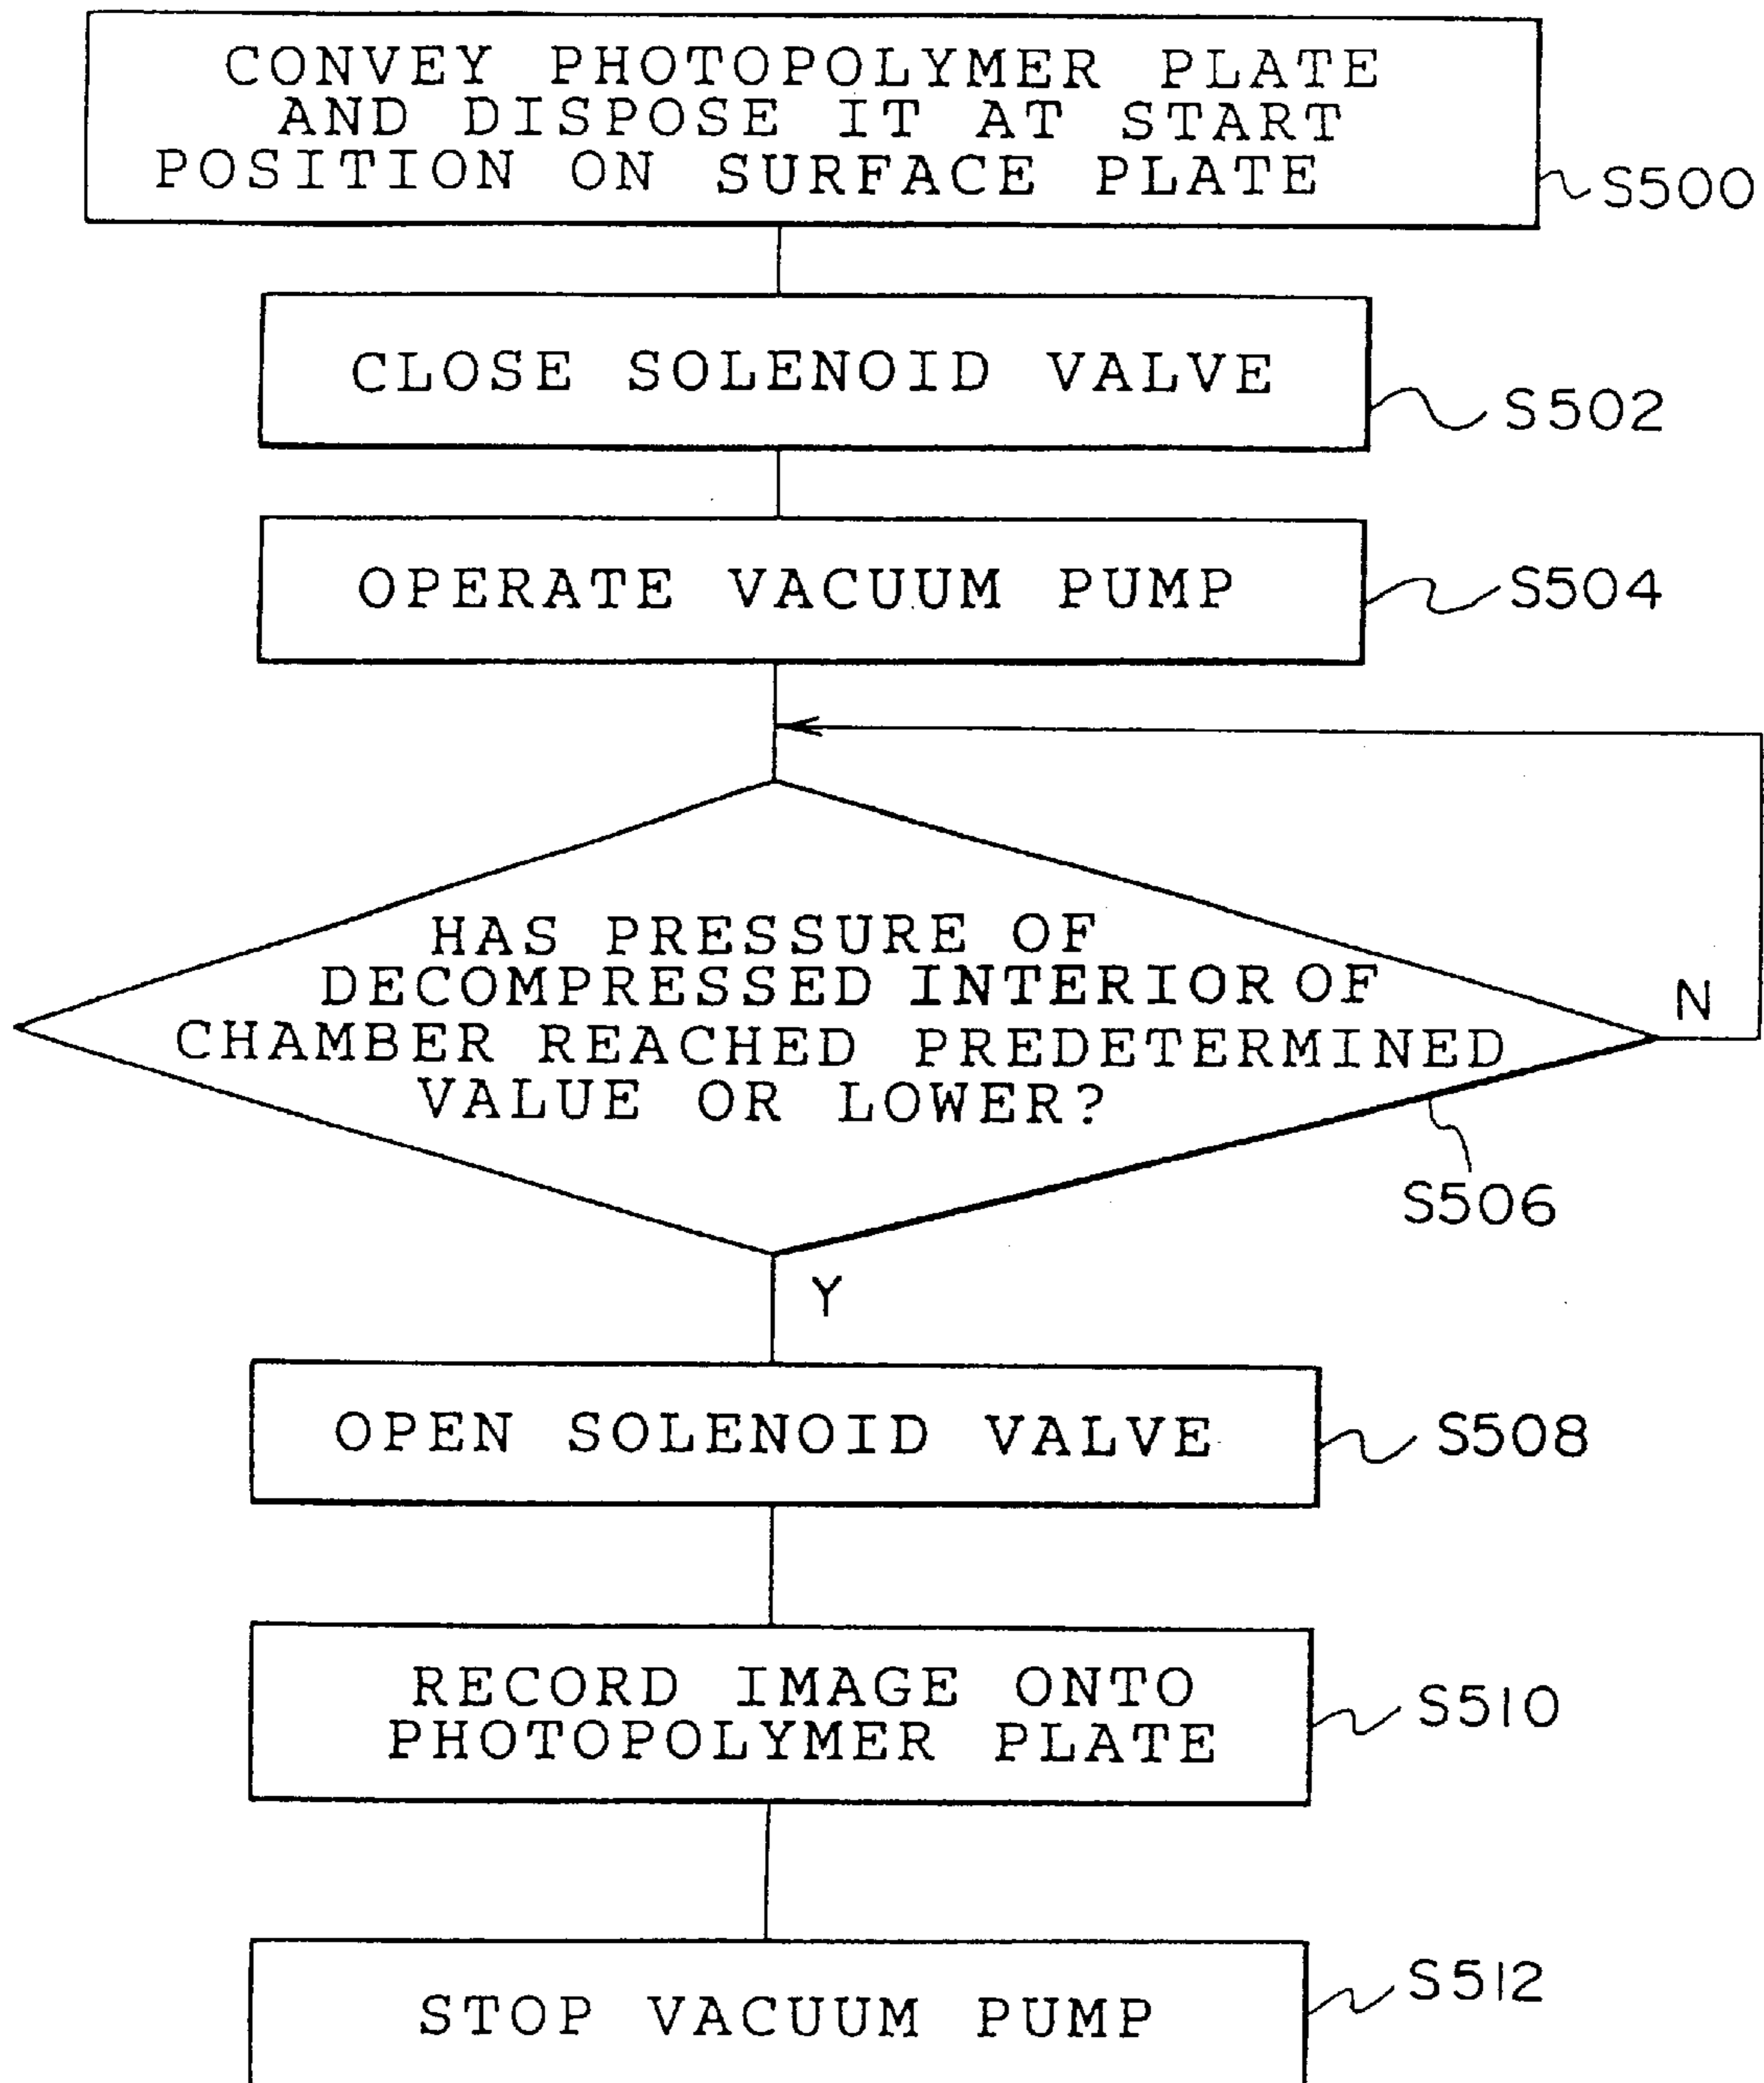 CONVEY PHOTOPOLYMER PLATE
AND DISPOSE IT AT START
POSITION ON SURFACE PLATE
S500
CLOSE SOLENOID VALVE
S502
OPERATE VACUUM PUMP
S504
HAS PRESSURE OF
DECOMPRESSED INTERIOR OF
CHAMBER REACHED PREDETERMINED
VALUE OR LOWER?
N
S506
Y
OPEN SOLENOID VALVE
S508
RECORD IMAGE ONTO
PHOTOPOLYMER PLATE
S510
STOP VACUUM PUMP
S512